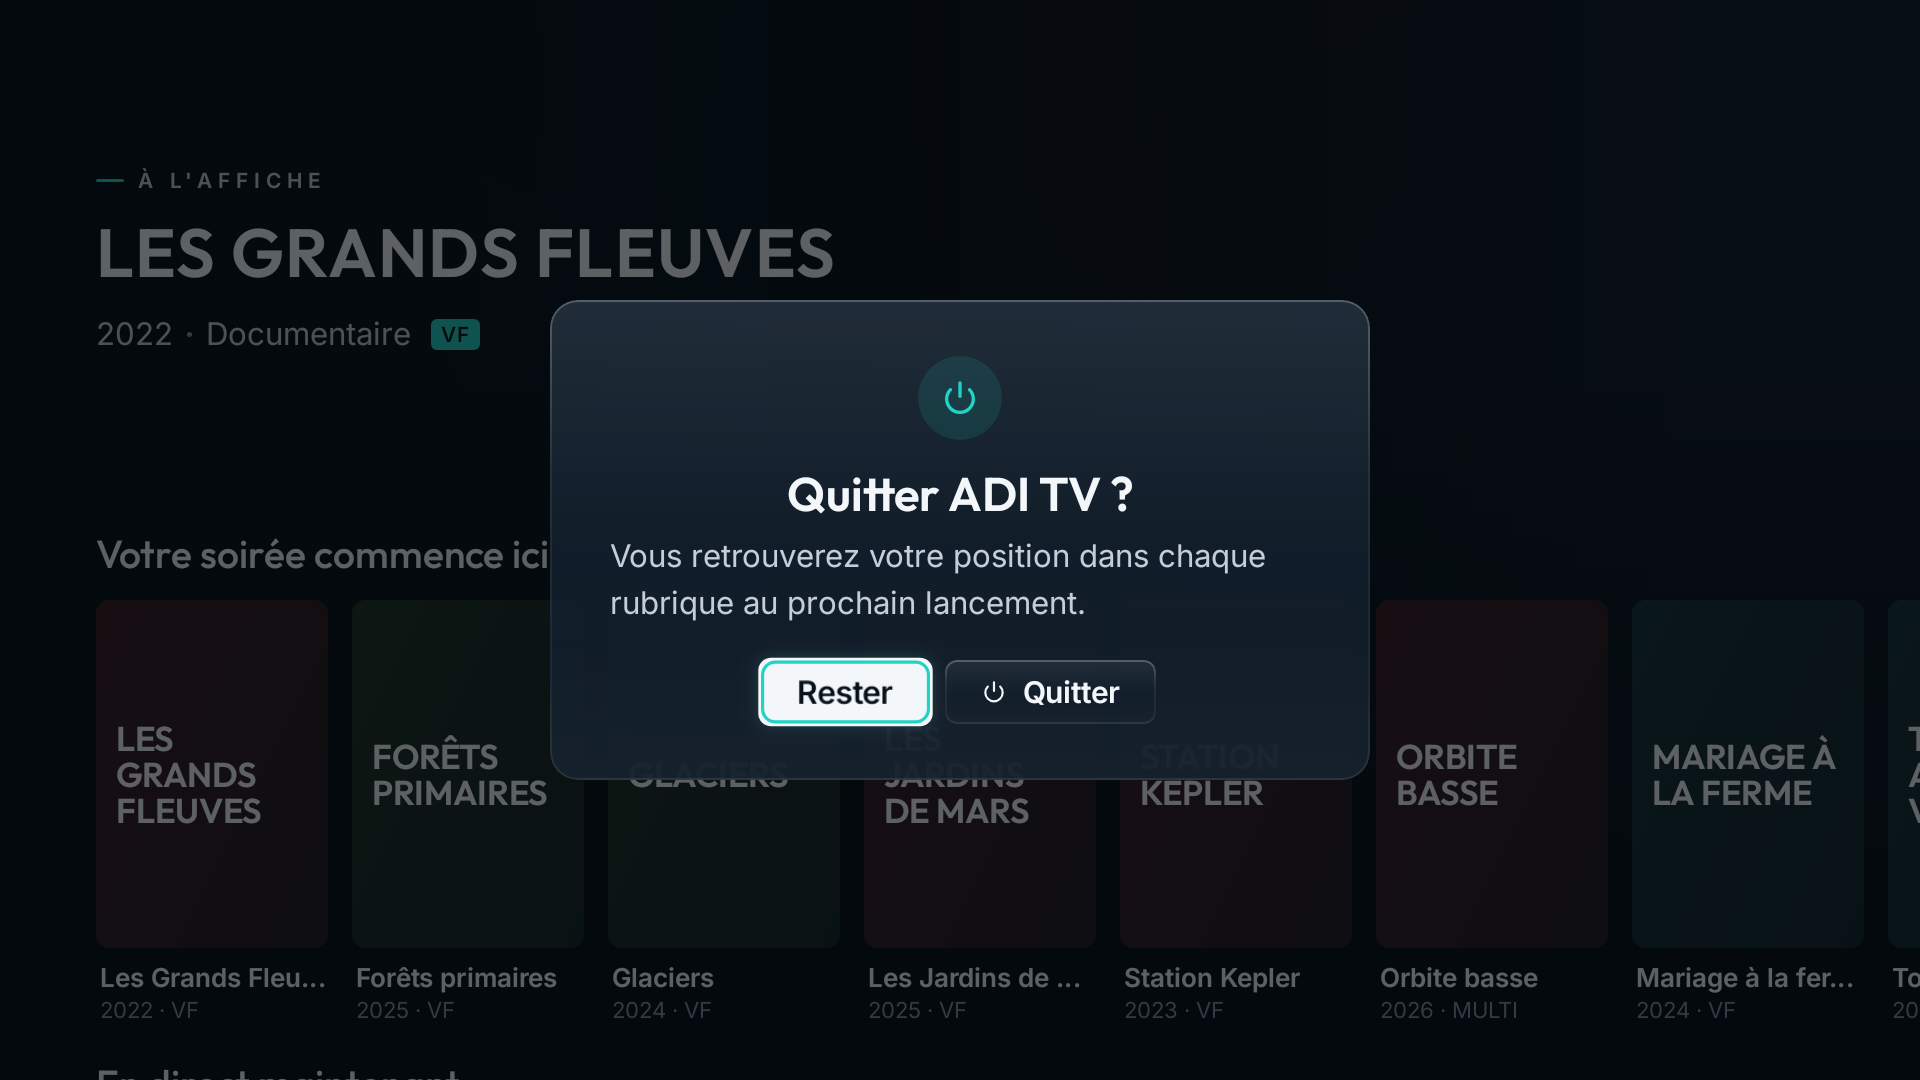 À L'AFFICHE
LES GRANDS FLEUVES
2022 · Documentaire VF
Quitter ADI TV ?
Vous retrouverez votre position dans chaque
rubrique au prochain lancement.
Rester
Quitter
Votre soirée commence ici
LES
GRANDS
FLEUVES
FORÊTS
PRIMAIRES
GLACIERS
LES
JARDINS
DE MARS
STATION
KEPLER
ORBITE
BASSE
MARIAGE À
LA FERME
Les Grands Fleu...
2022 · VF
Forêts primaires
2025 · VF
Glaciers
2024 · VF
Les Jardins de ...
2025 · VF
Station Kepler
2023 · VF
Orbite basse
2026 · MULTI
Mariage à la fer...
2024 · VF
En direct maintenant